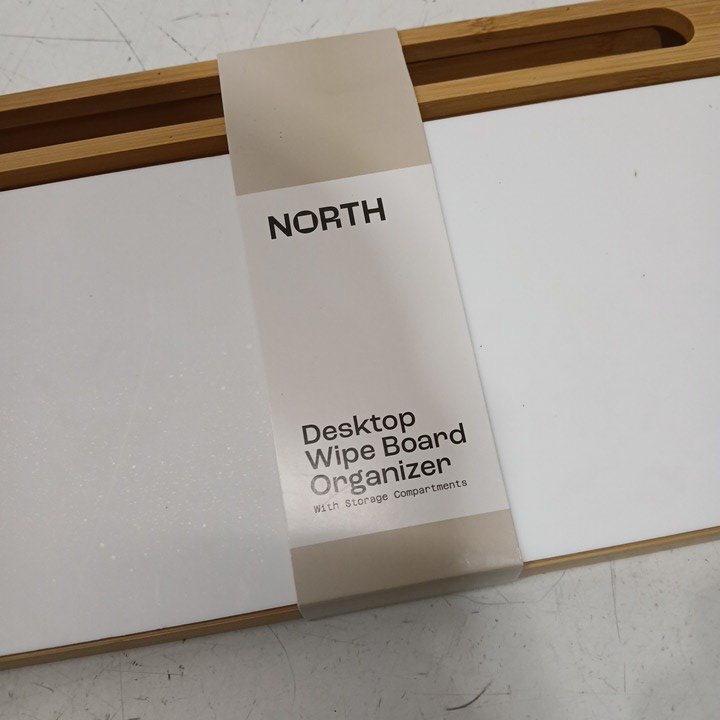 NORTH
Desktop
Wipe Board
Organizer
With Storage Compartments